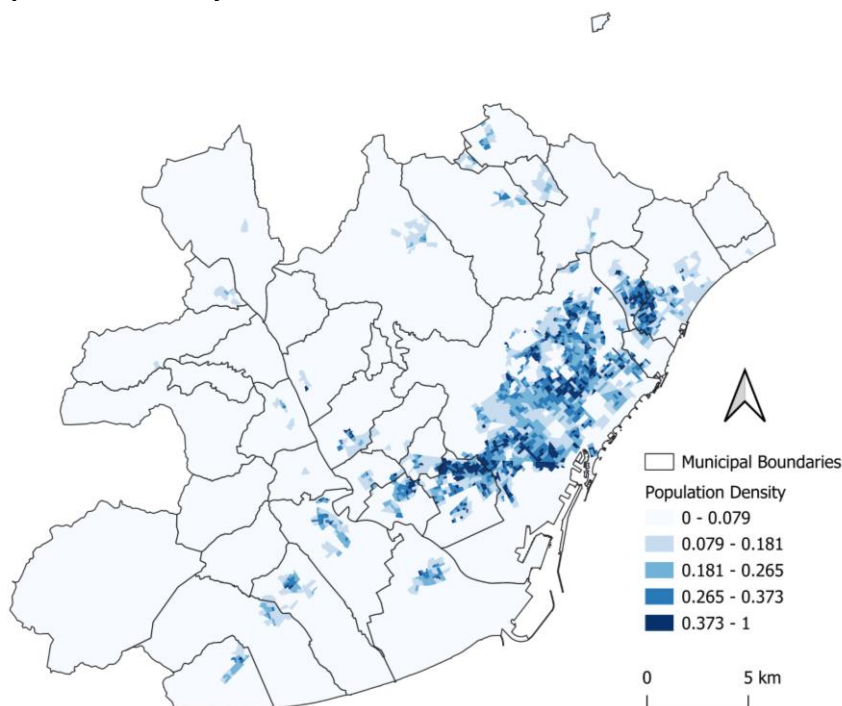 Municipal Boundaries
Population Density
0 - 0.079
0.079 - 0.181
0.181 - 0.265
0.265 - 0.373
0.373 - 1
0 5 km